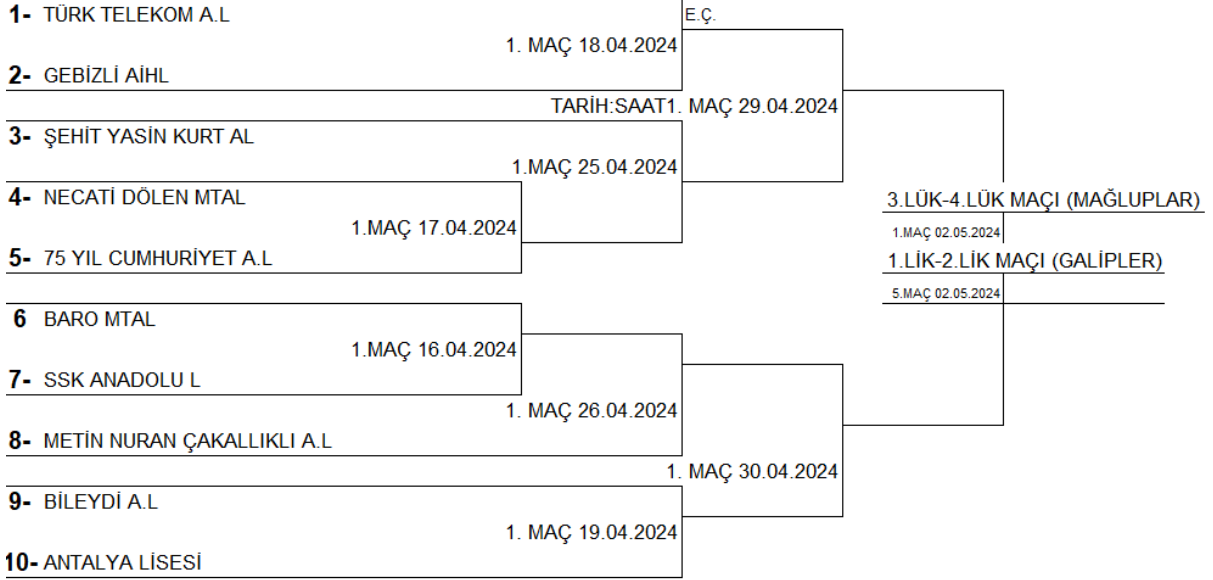 1- TÜRK TELEKOM A.L
E.Ç.
1. MAÇ 18.04.2024
2- GEBİZLİ AİHL
TARİH:SAAT1. MAÇ 29.04.2024
3- ŞEHİT YASİN KURT AL
1.MAÇ 25.04.2024
4- NECATİ DÖLEN MTAL
3.LÜK-4.LÜK MAÇI (MAĞLUPLAR)
1.MAÇ 17.04.2024
1.MAÇ 02.05.2024
5- 75 YIL CUMHURİYET A.L
1.LİK-2.LİK MAÇI (GALİPLER)
5.MAÇ 02.05.2024
6 BARO MTAL
1.MAÇ 16.04.2024
7- SSK ANADOLU L
1. MAÇ 26.04.2024
8- METİN NURAN ÇAKALLIKLI A.L
1. MAÇ 30.04.2024
9- BİLEYDİ A.L
1. MAÇ 19.04.2024
10- ANTALYA LİSESİ